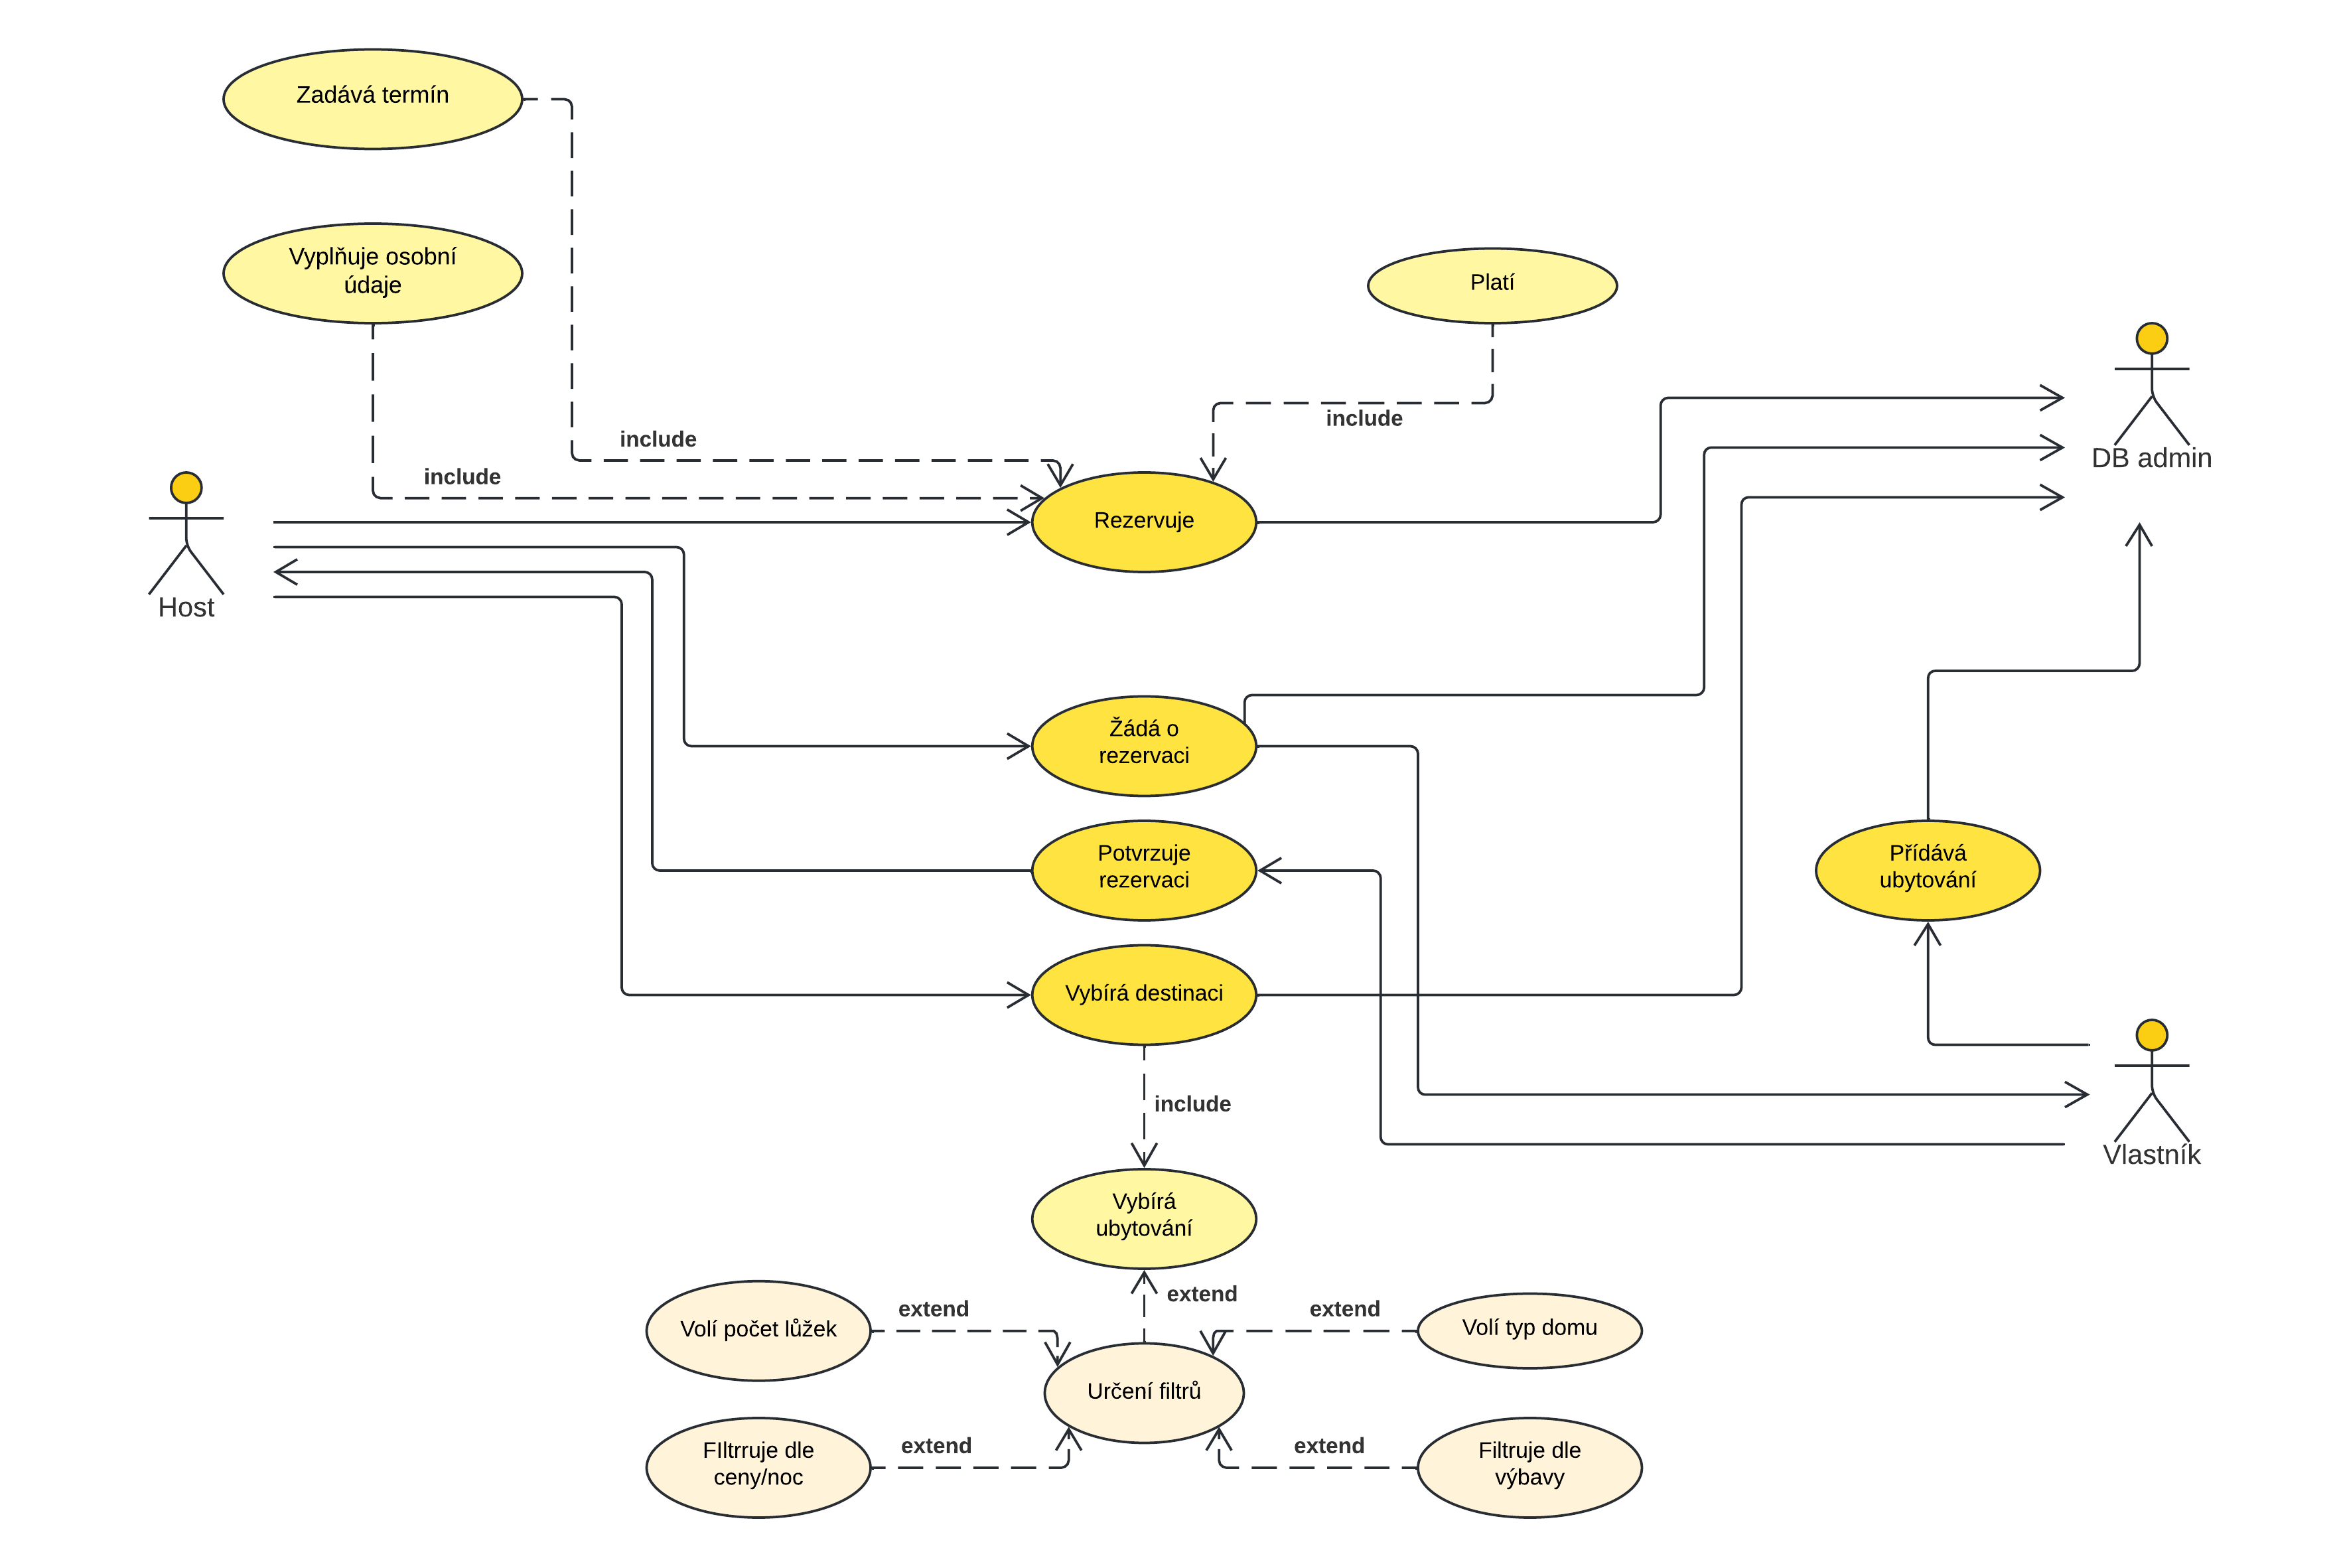 Zadává termín
Vyplňuje osobní
údaje
Platí
include
include
include
DB admin
Rezervuje
Host
Žádá o
rezervaci
Potvrzuje
rezervaci
Přídává
ubytování
Vybírá destinaci
include
Vlastník
Vybírá
ubytování
extend
extend
extend
Volí počet lůžek
Volí typ domu
Určení filtrů
extend
extend
FIltrruje dle
ceny/noc
Filtruje dle
výbavy